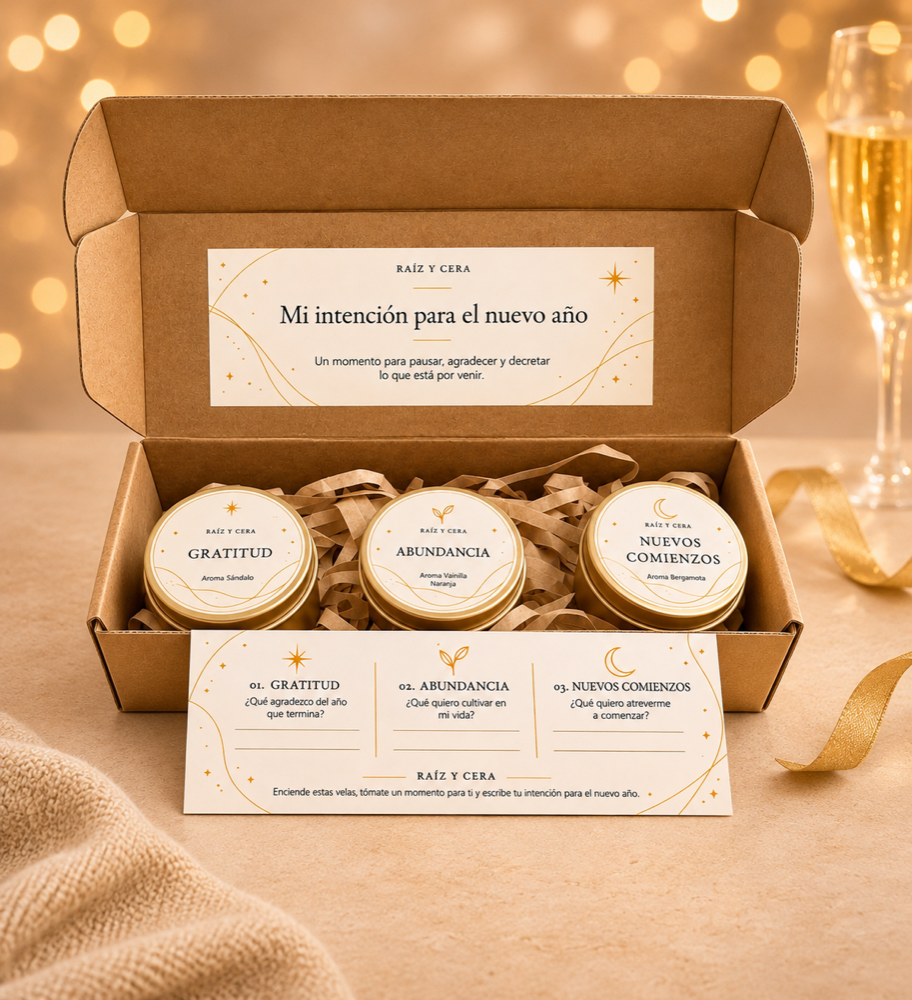 RAÍZ Y CERA
Mi intención para el nuevo año
Un momento para pausar, agradecer y decretar
lo que está por venir.
RAÍZ Y CERA
GRATITUD
Aroma Sándalo
RAÍZ Y CERA
ABUNDANCIA
Aroma Vainilla
Naranja
RAÍZ Y CERA
NUEVOS
COMIENZOS
Aroma Bergamota
01. GRATITUD
¿Qué agradezco del año
que termina?
02. ABUNDANCIA
¿Qué quiero cultivar en
mi vida?
03. NUEVOS COMIENZOS
¿Qué quiero atreverme
a comenzar?
RAÍZ Y CERA
Enciende estas velas, tómate un momento para ti y escribe tu intención para el nuevo año.